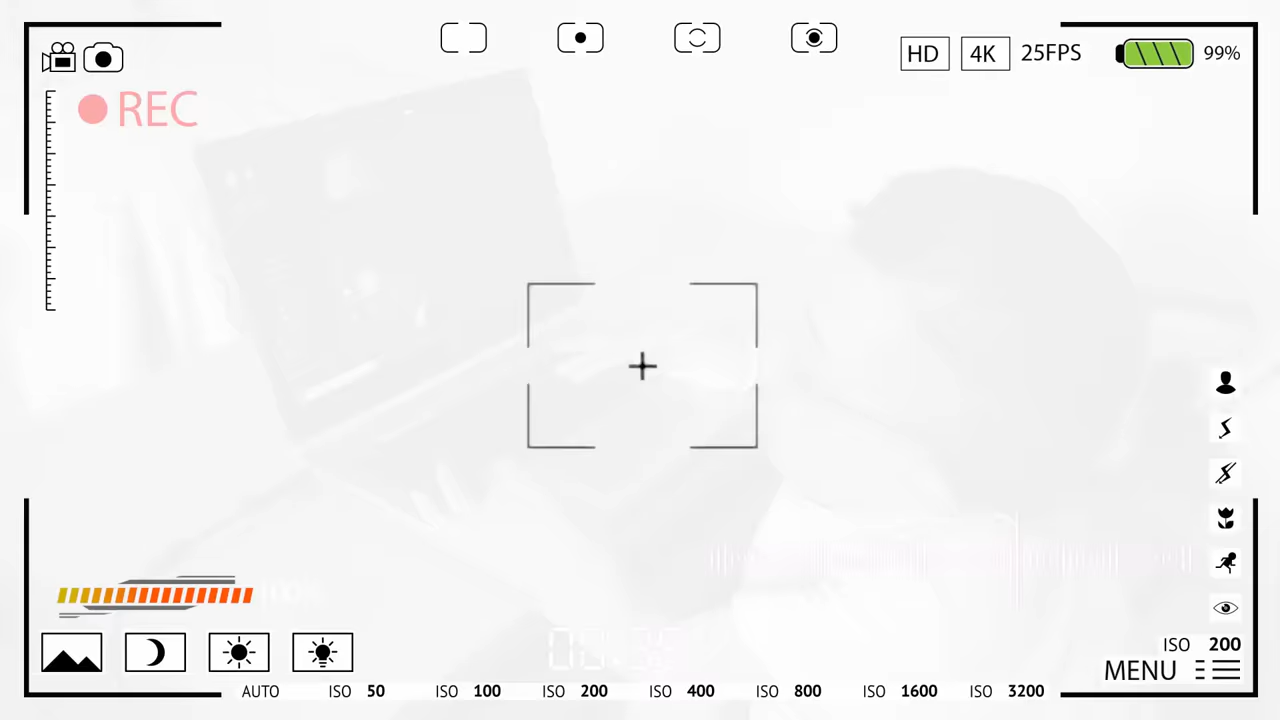 HD 4K 25FPS 99%
REC
ISO 200
MENU
AUTO ISO 50 ISO 100 ISO 200 ISO 400 ISO 800 ISO 1600 ISO 3200